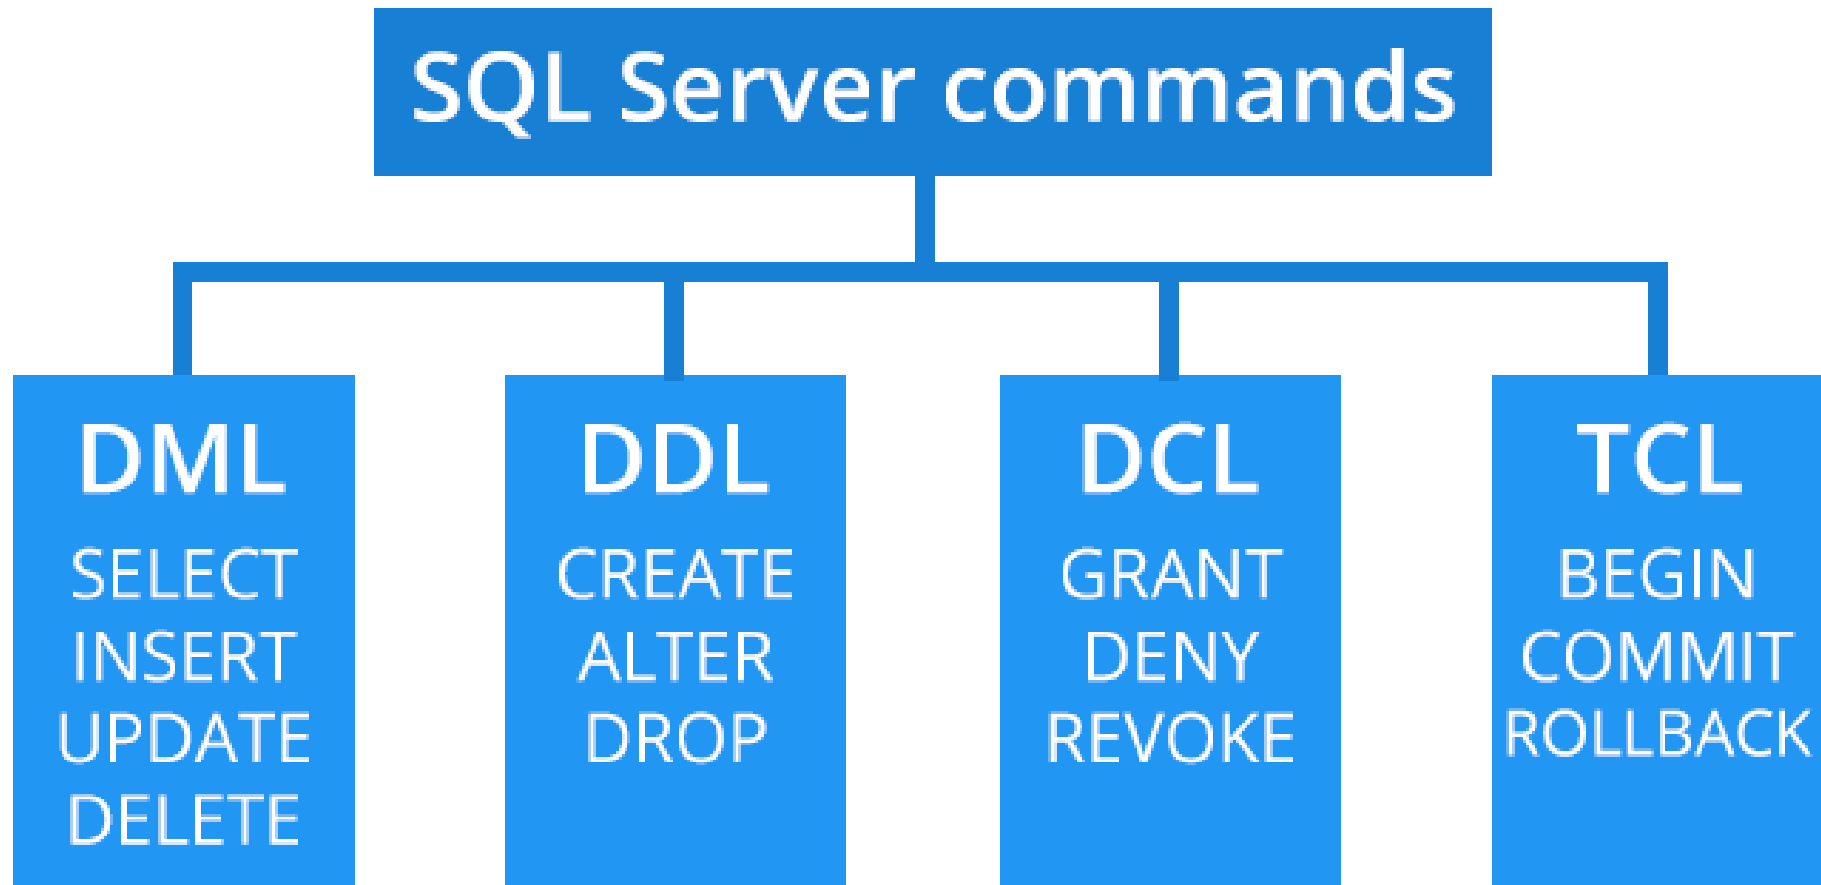 SQL Server commands
DML
SELECT
INSERT
UPDATE
DELETE
DDL
CREATE
ALTER
DROP
DCL
GRANT
DENY
REVOKE
TCL
BEGIN
COMMIT
ROLLBACK